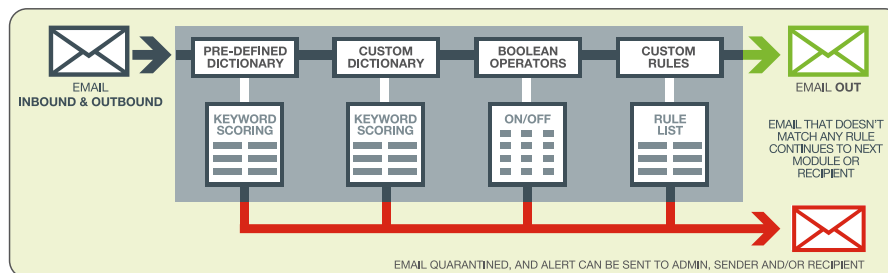 EMAIL
INBOUND & OUTBOUND
PRE-DEFINED
DICTIONARY
CUSTOM
DICTIONARY
BOOLEAN
OPERATORS
CUSTOM
RULES
KEYWORD
SCORING
KEYWORD
SCORING
ON/OFF
RULE
LIST
EMAIL OUT
EMAIL THAT DOESN'T
MATCH ANY RULE
CONTINUES TO NEXT
MODULE OR
RECIPIENT
EMAIL QUARANTINED, AND ALERT CAN BE SENT TO ADMIN, SENDER AND/OR RECIPIENT